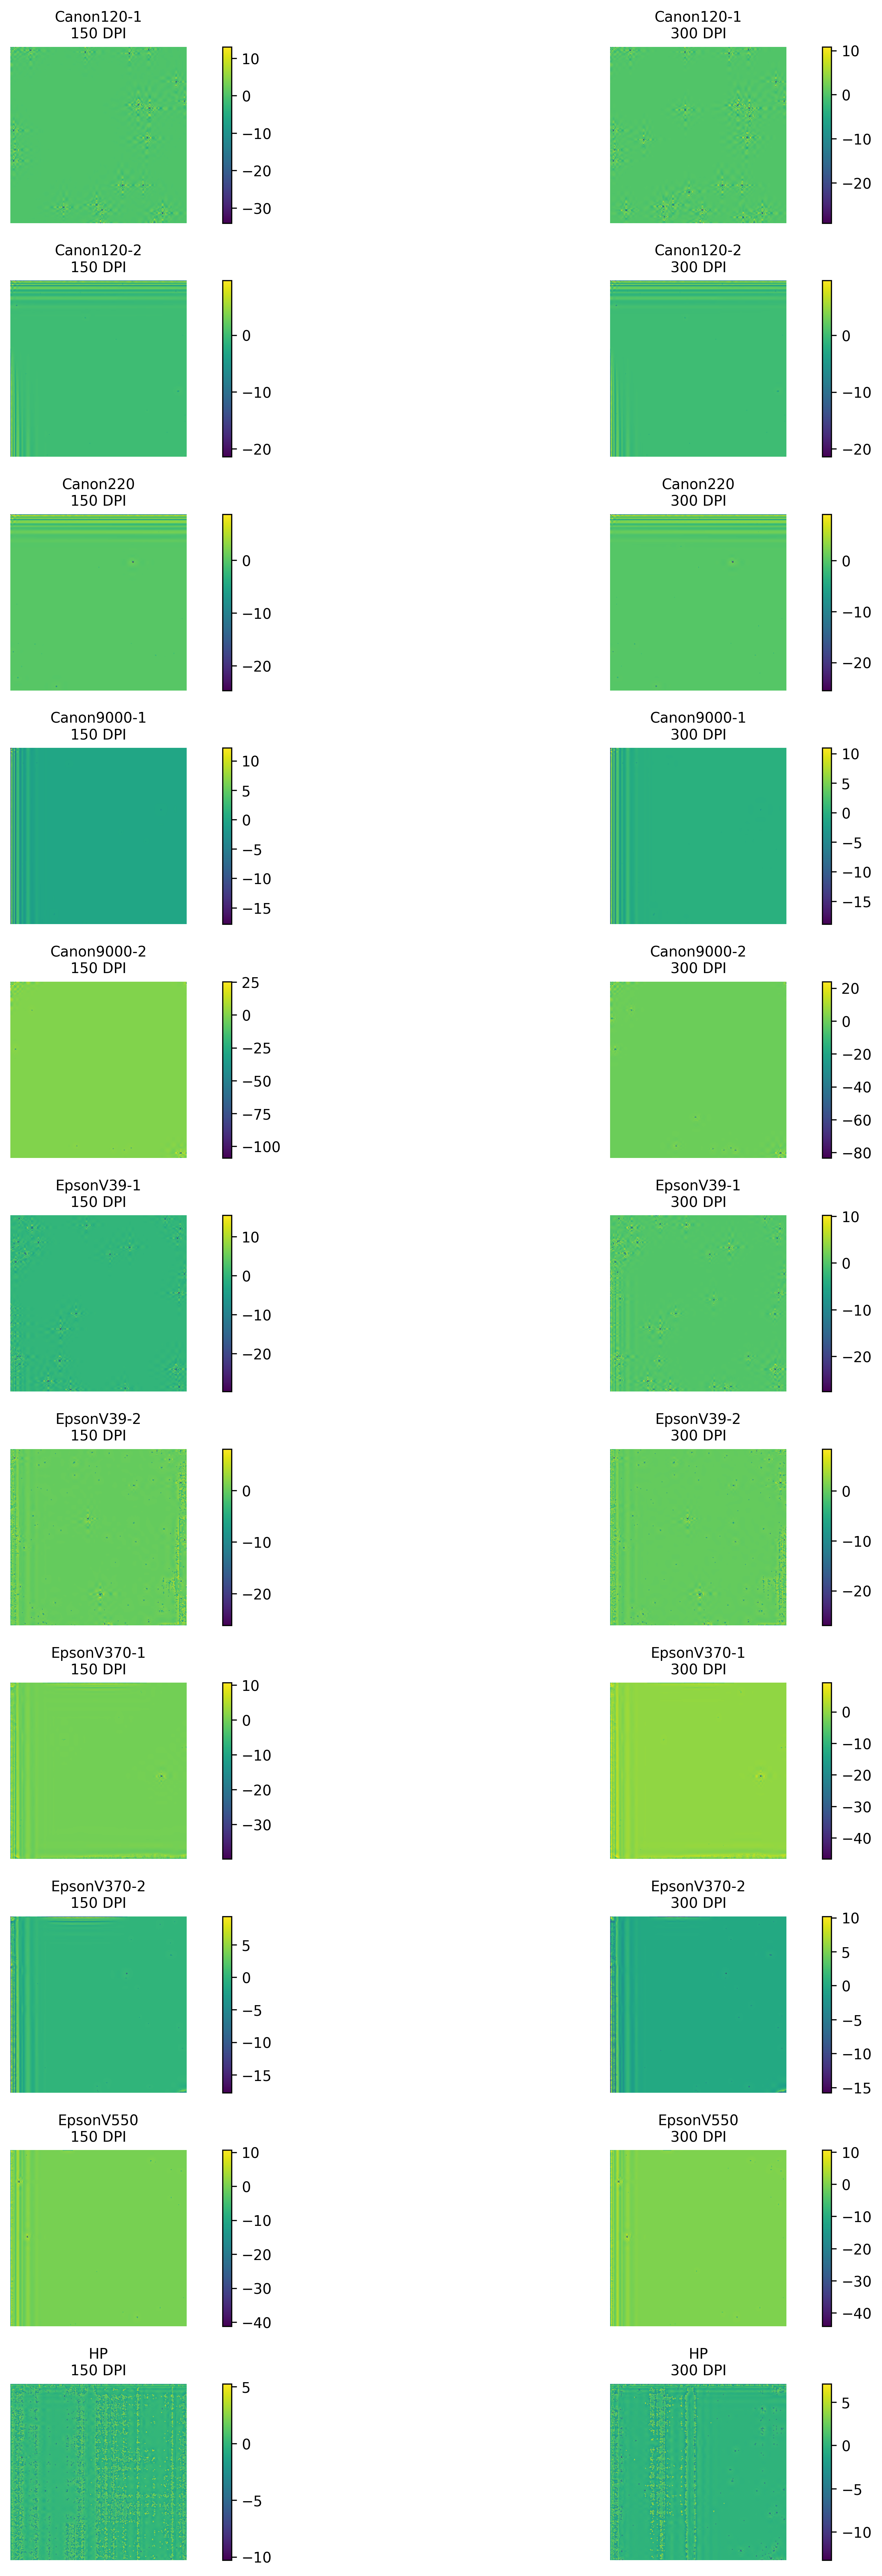 Canon120-1
150 DPI
10
0
−10
−20
−30
Canon120-1
300 DPI
10
0
−10
−20
Canon120-2
150 DPI
0
−10
−20
Canon120-2
300 DPI
0
−10
−20
Canon220
150 DPI
0
−10
−20
Canon220
300 DPI
0
−10
−20
Canon9000-1
150 DPI
10
5
0
−5
−10
−15
Canon9000-1
300 DPI
10
5
0
−5
−10
−15
Canon9000-2
150 DPI
25
0
−25
−50
−75
−100
Canon9000-2
300 DPI
20
0
−20
−40
−60
−80
EpsonV39-1
150 DPI
10
0
−10
−20
EpsonV39-1
300 DPI
10
0
−10
−20
EpsonV39-2
150 DPI
0
−10
−20
EpsonV39-2
300 DPI
0
−10
−20
EpsonV370-1
150 DPI
10
0
−10
−20
−30
EpsonV370-1
300 DPI
0
−10
−20
−30
−40
EpsonV370-2
150 DPI
5
0
−5
−10
−15
EpsonV370-2
300 DPI
10
5
0
−5
−10
−15
EpsonV550
150 DPI
10
0
−10
−20
−30
−40
EpsonV550
300 DPI
10
0
−10
−20
−30
−40
HP
150 DPI
5
0
−5
−10
HP
300 DPI
5
0
−5
−10